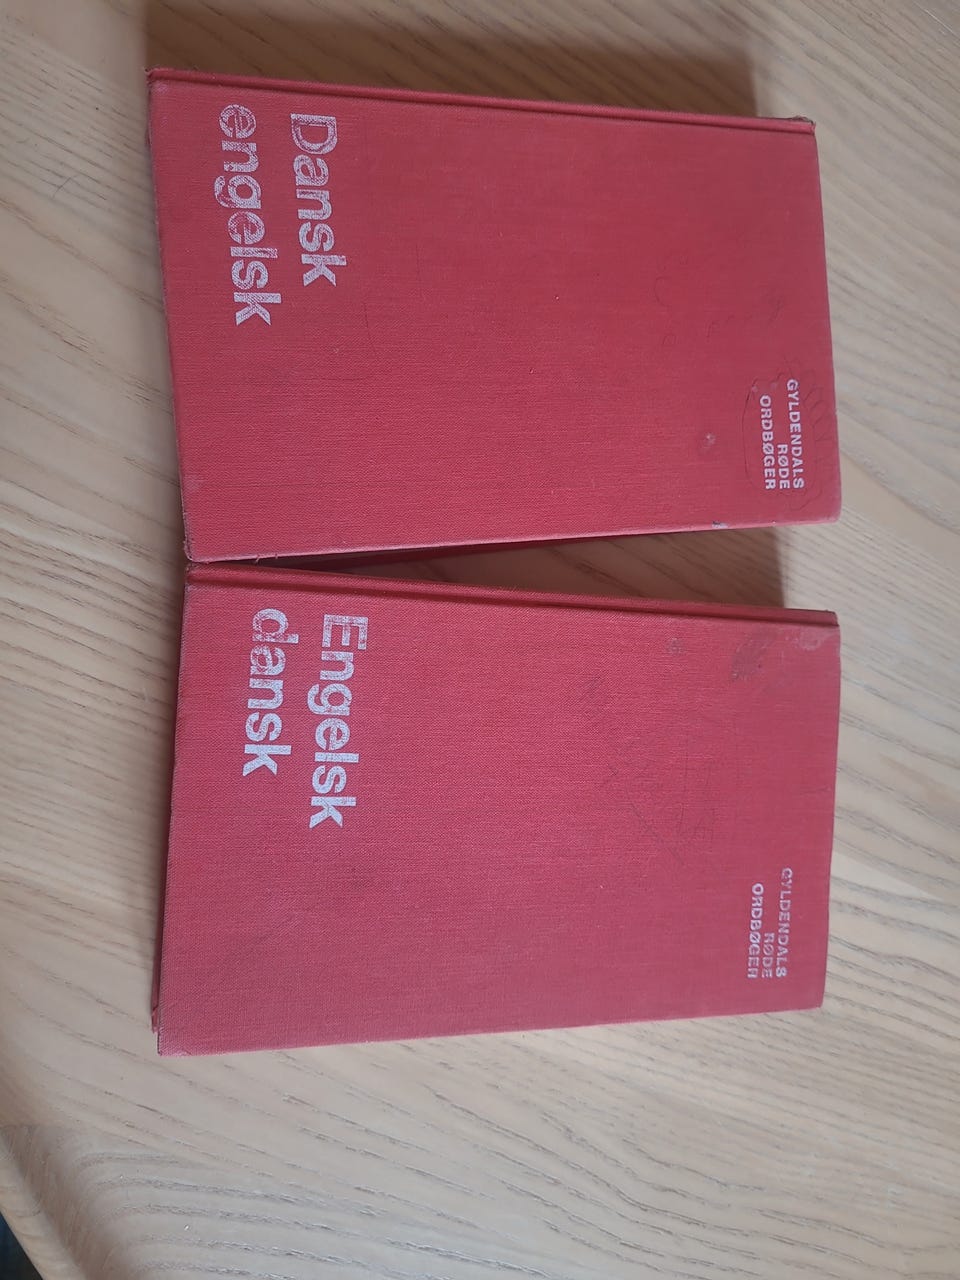 Dansk
engelsk
GYLDENDALS
RØDE
ORDBØGER
Engelsk
dansk
GYLDENDALS
RØDE
ORDBØGER